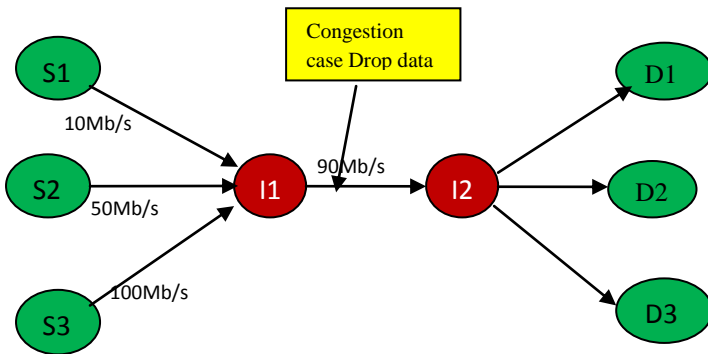 Congestion
case Drop data
S1
D1
10Mb/s
90Mb/s
S2
I1
I2
D2
50Mb/s
100Mb/s
S3
D3